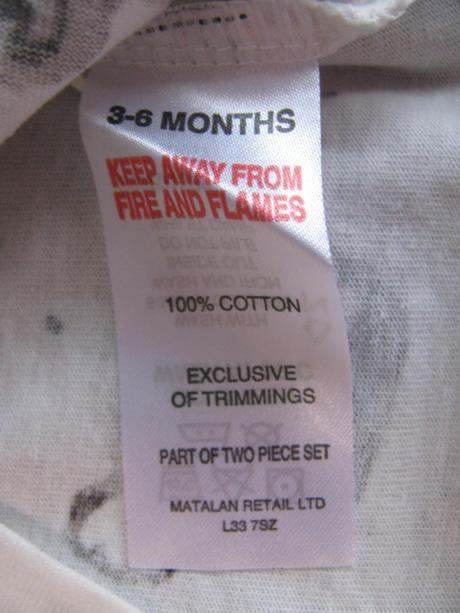 3-6 MONTHS
KEEP AWAY FROM
FIRE AND FLAMES
100% COTTON
EXCLUSIVE
OF TRIMMINGS
PART OF TWO PIECE SET
MATALAN RETAIL LTD
L33 7SZ